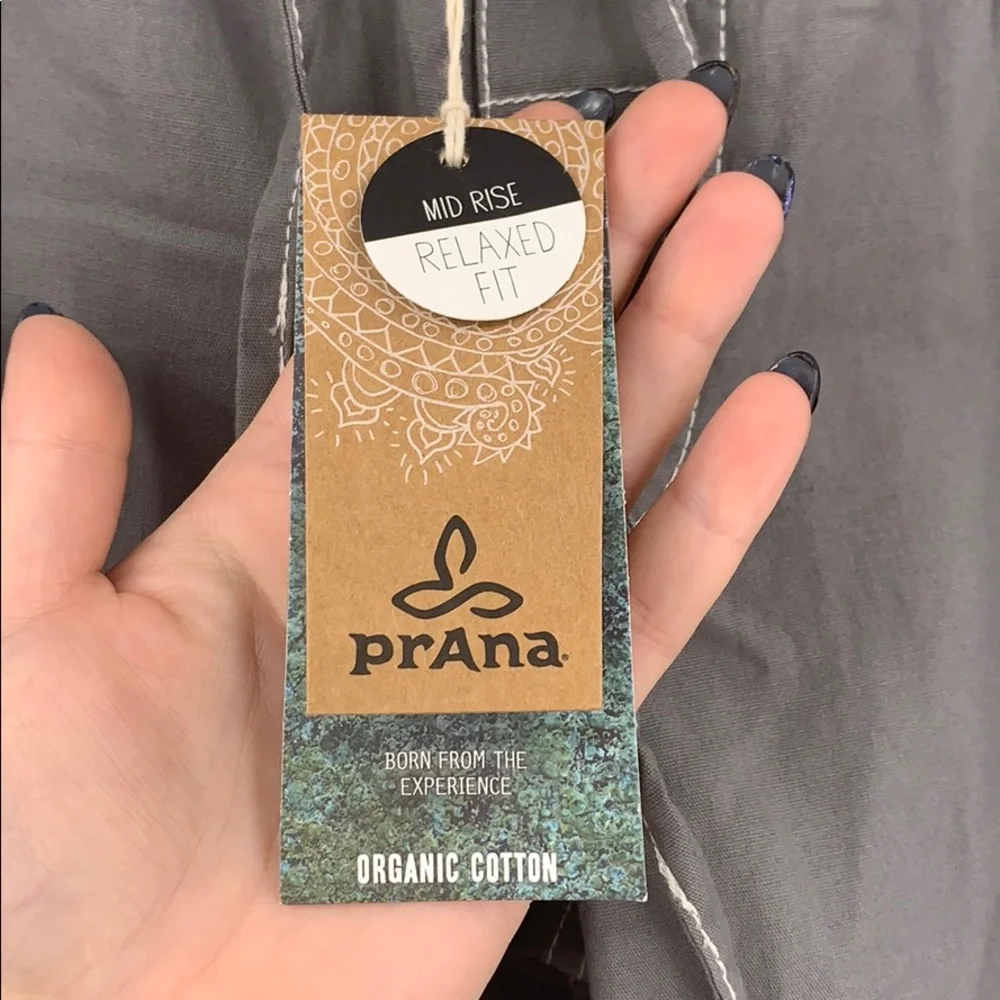 MID RISE
RELAXED
FIT
prAna®
BORN FROM THE
EXPERIENCE
ORGANIC COTTON